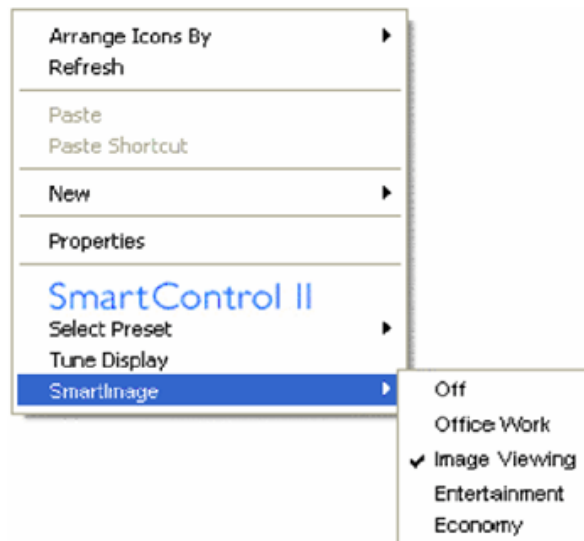 Arrange Icons By
Refresh
Paste
Paste Shortcut
New
Properties
SmartControl II
Select Preset
Tune Display
SmartImage
Off
Office Work
Image Viewing
Entertainment
Economy